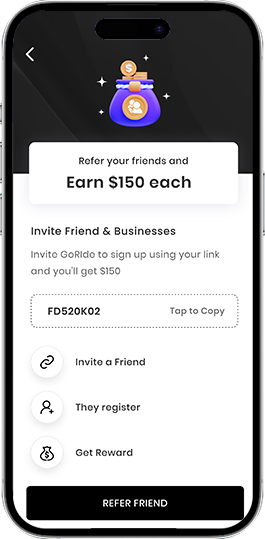 Refer your friends and
Earn $150 each
Invite Friend & Businesses
Invite GoRide to sign up using your link
and you'll get $150
FD520K02 Tap to Copy
Invite a Friend
They register
Get Reward
REFER FRIEND